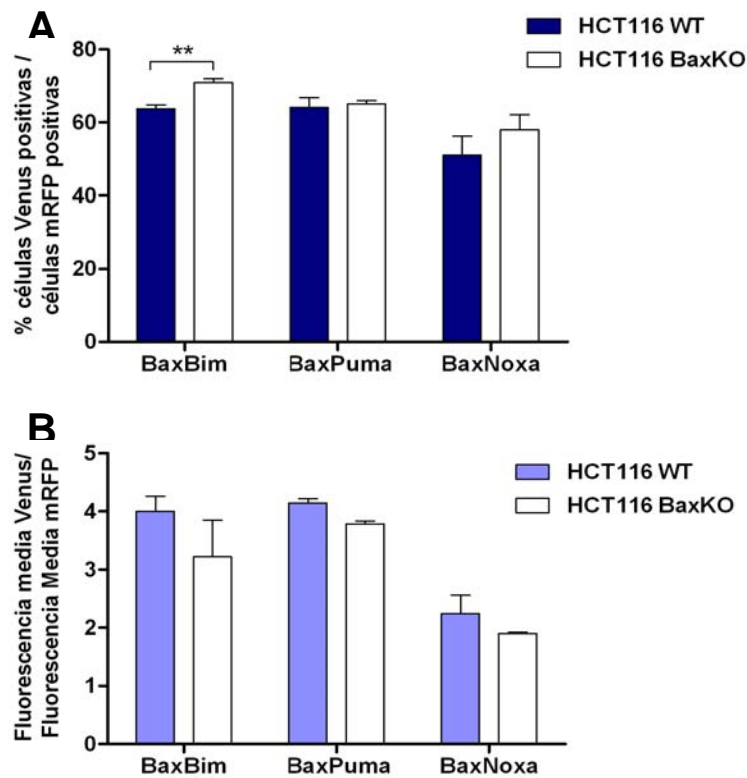 A
HCT116 WT
HCT116 BaxKO
% células Venus positivas /
células mRFP positivas
80
60
40
20
0
**
BaxBim
BaxPuma
BaxNoxa
B
HCT116 WT
HCT116 BaxKO
Fluorescencia media Venus/
Fluorescencia Media mRFP
5
4
3
2
1
0
BaxBim
BaxPuma
BaxNoxa